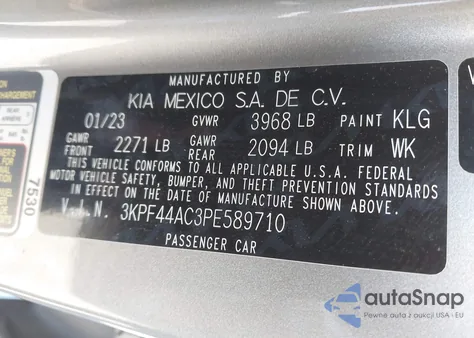 MANUFACTURED BY
KIA MEXICO S.A. DE C.V.
01/23 GVWR 3968 LB PAINT KLG
GAWR FRONT 2271 LB GAWR REAR 2094 LB TRIM WK
THIS VEHICLE CONFORMS TO ALL APPLICABLE U.S.A. FEDERAL
MOTOR VEHICLE SAFETY, BUMPER, AND THEFT PREVENTION STANDARDS
IN EFFECT ON THE DATE OF MANUFACTURE SHOWN ABOVE.
V.I.N. 3KPF44AC3PE589710
PASSENGER CAR
7530
autoSnap
Pewne auta z portali aukcyjnych USA i EU